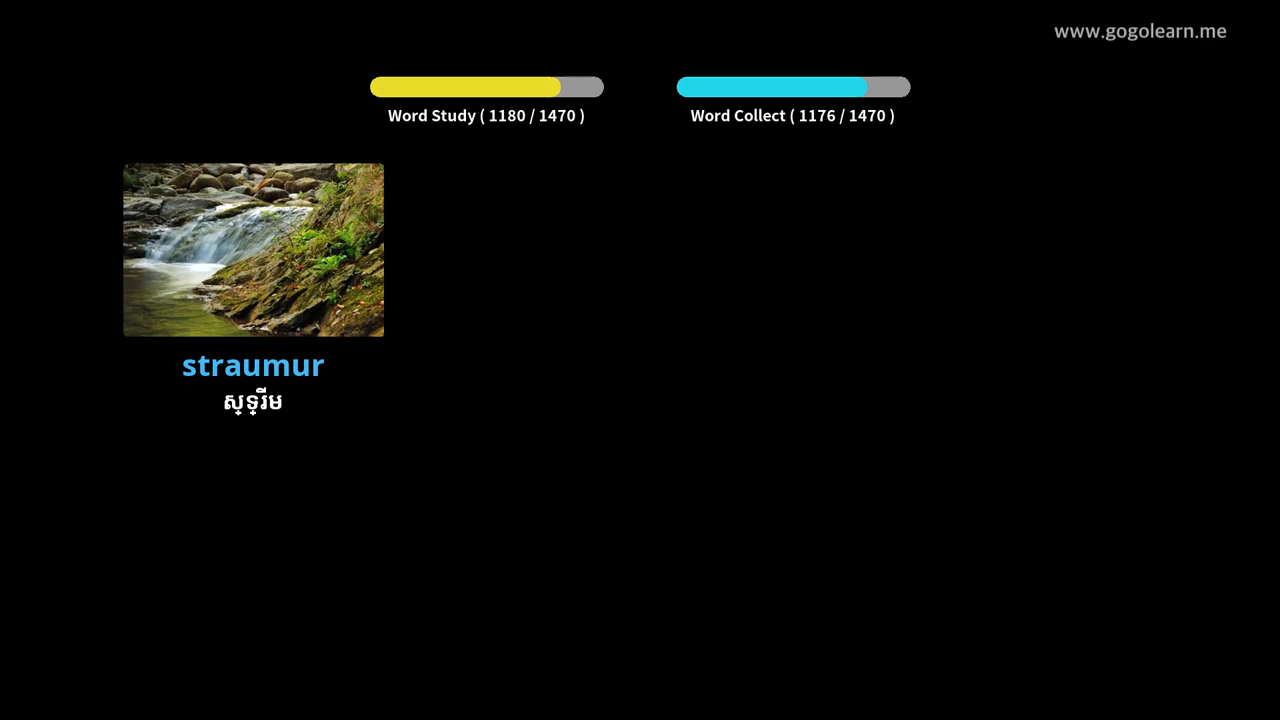 www.gogolearn.me
Word Study ( 1180 / 1470 )
Word Collect ( 1176 / 1470 )
straumur
ស្ទ្រីម